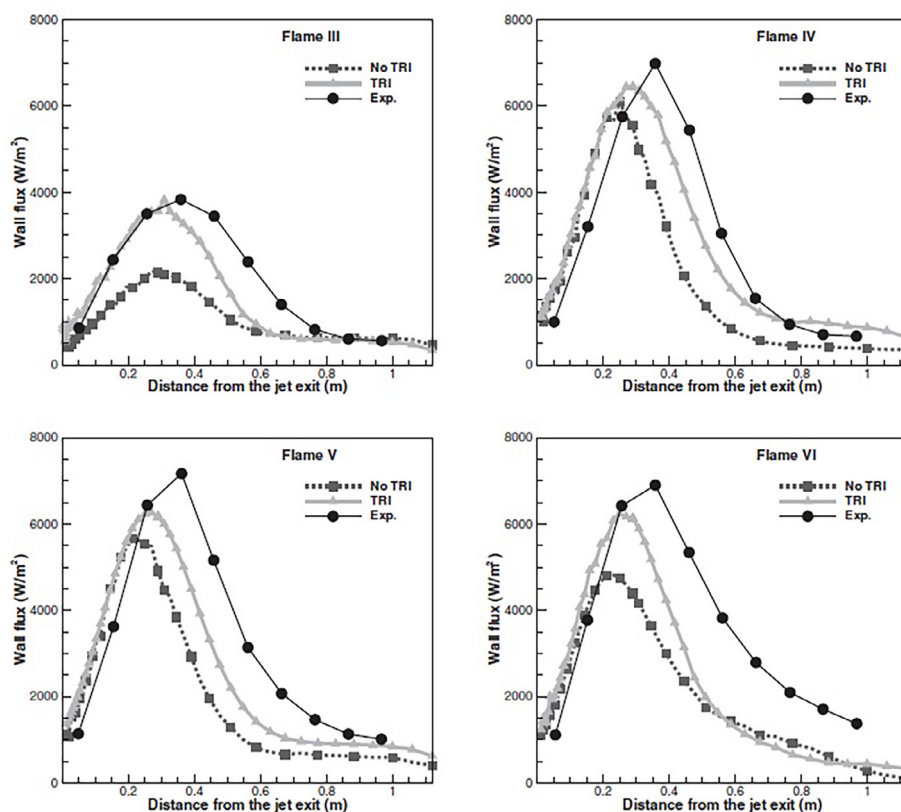 8000
Flame III
No TRI
TRI
Exp.
6000
4000
2000
0
Wall flux (W/m²)
0.2
0.4
0.6
0.8
1
Distance from the jet exit (m)
8000
Flame IV
No TRI
TRI
Exp.
6000
4000
2000
0
Wall flux (W/m²)
0.2
0.4
0.6
0.8
1
Distance from the jet exit (m)
8000
Flame V
No TRI
TRI
Exp.
6000
4000
2000
0
Wall flux (W/m²)
0.2
0.4
0.6
0.8
1
Distance from the jet exit (m)
8000
Flame VI
No TRI
TRI
Exp.
6000
4000
2000
0
Wall flux (W/m²)
0.2
0.4
0.6
0.8
1
Distance from the jet exit (m)